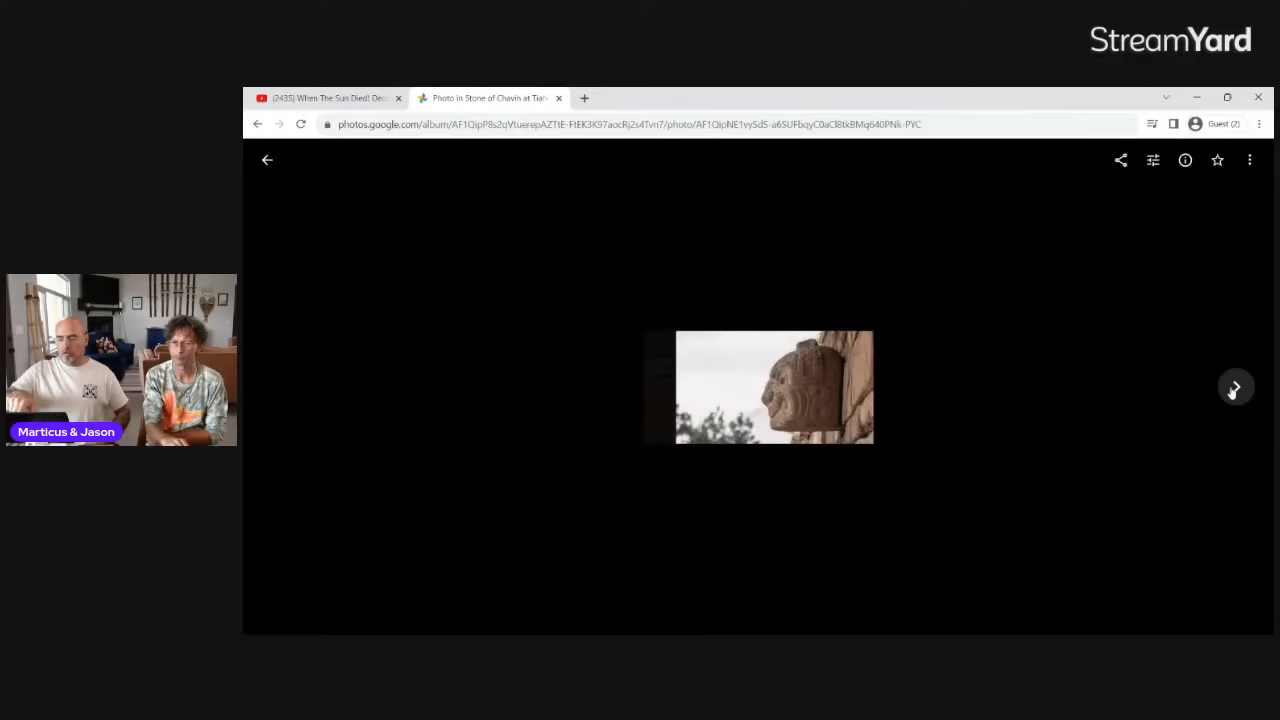 StreamYard
(2435) When The Sun Died! Dec
Photo in Stone of Chavin at Tiah
Guest (2)
Marticus & Jason